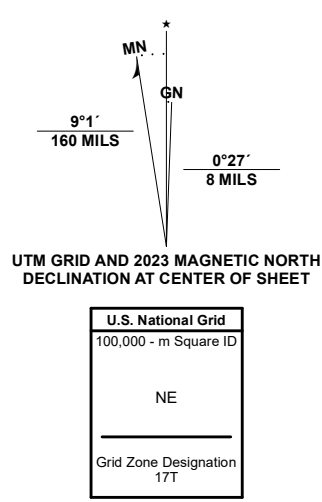 ★
MN
GN
9°1´
160 MILS
0°27´
8 MILS
UTM GRID AND 2023 MAGNETIC NORTH
DECLINATION AT CENTER OF SHEET
U.S. National Grid
100,000 - m Square ID
NE
Grid Zone Designation
17T